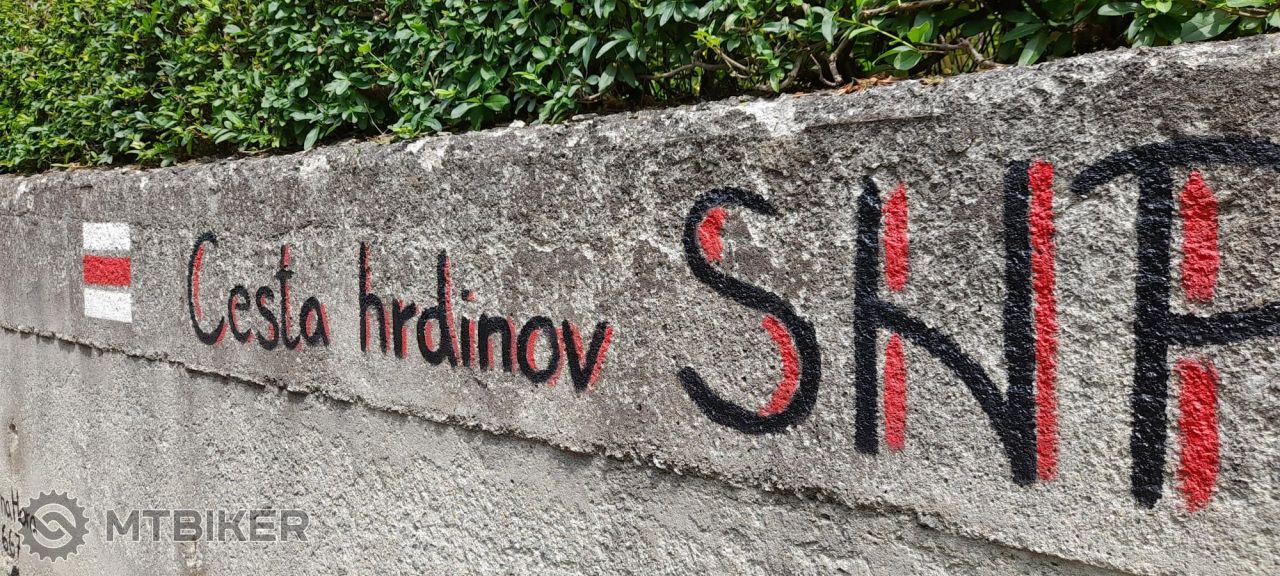 Cesta hrdinov SNP
MTBIKER